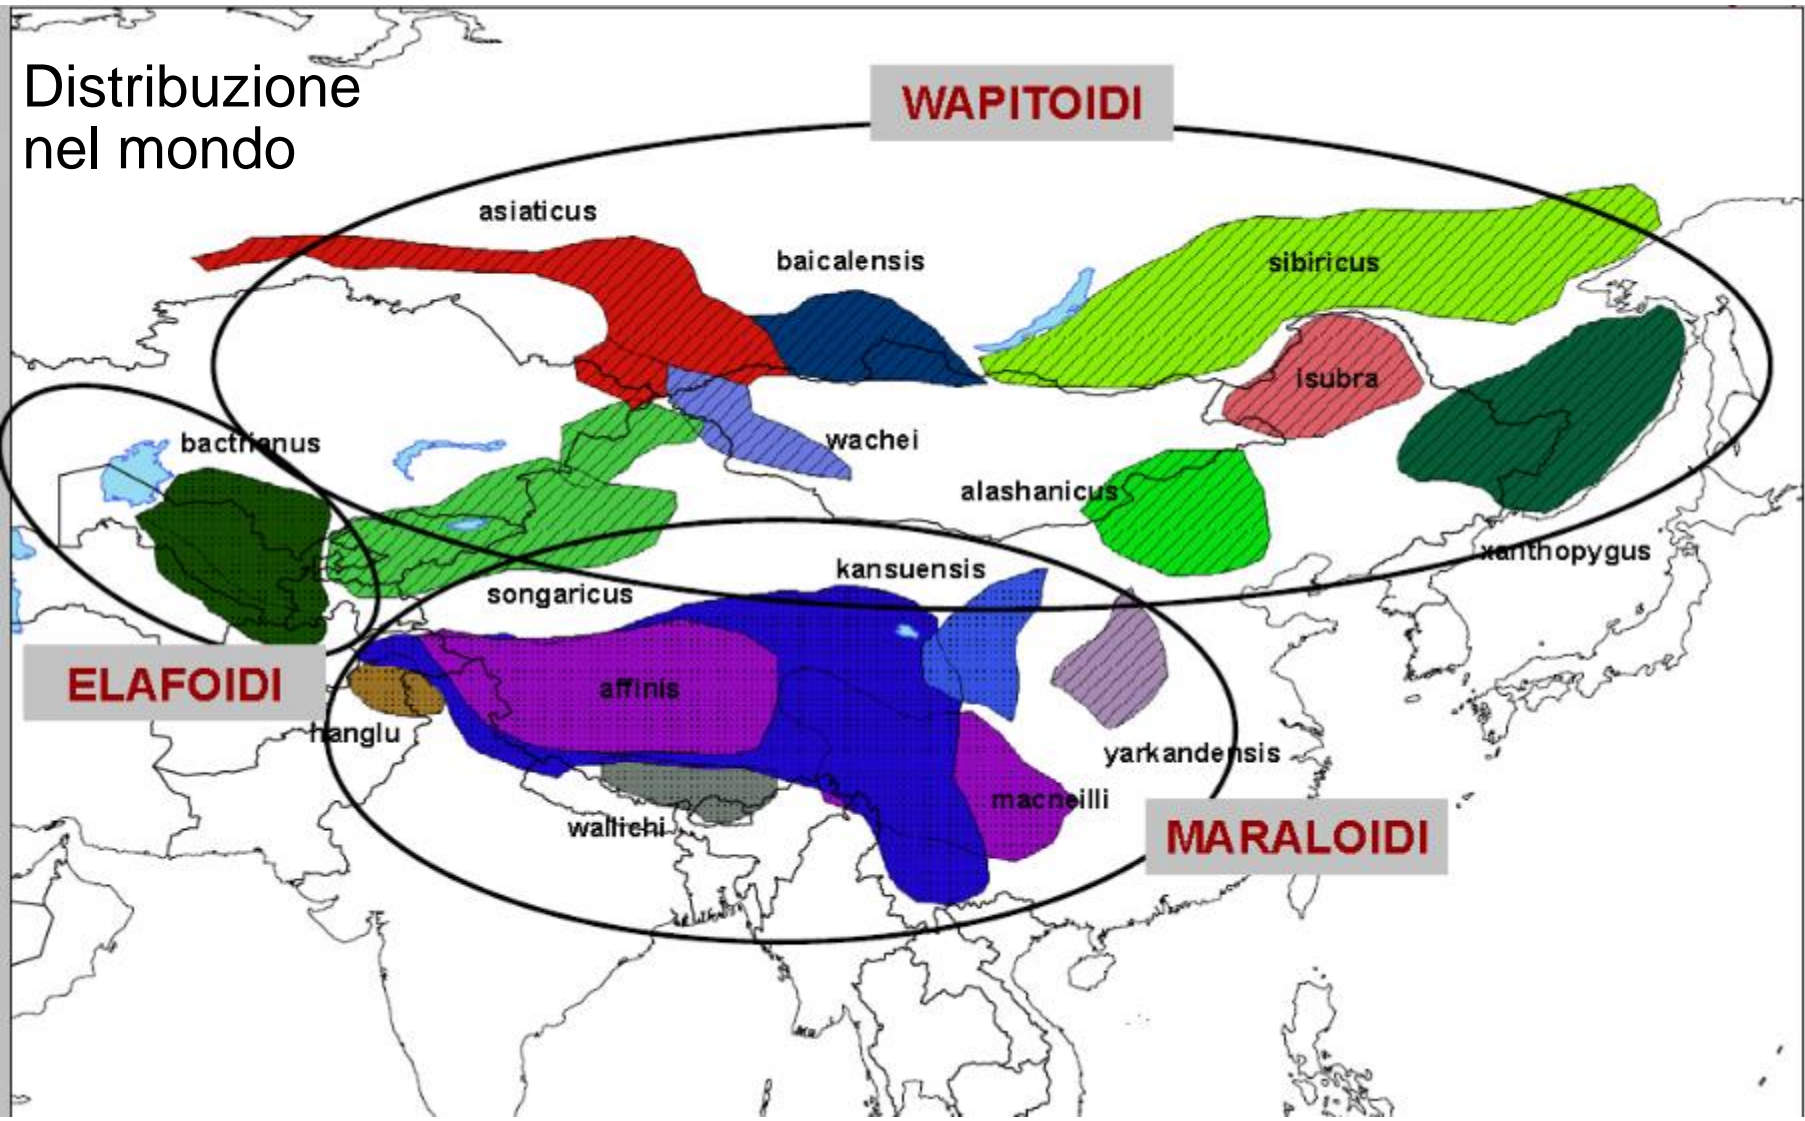 Distribuzione
nel mondo
WAPITOIDI
asiaticus
baicalensis
sibiricus
isubra
bactrianus
wachei
alashanicus
xanthopygus
kansuensis
songaricus
ELAFOIDI
affinis
hanglu
yarkandensis
macneilli
wallichi
MARALOIDI